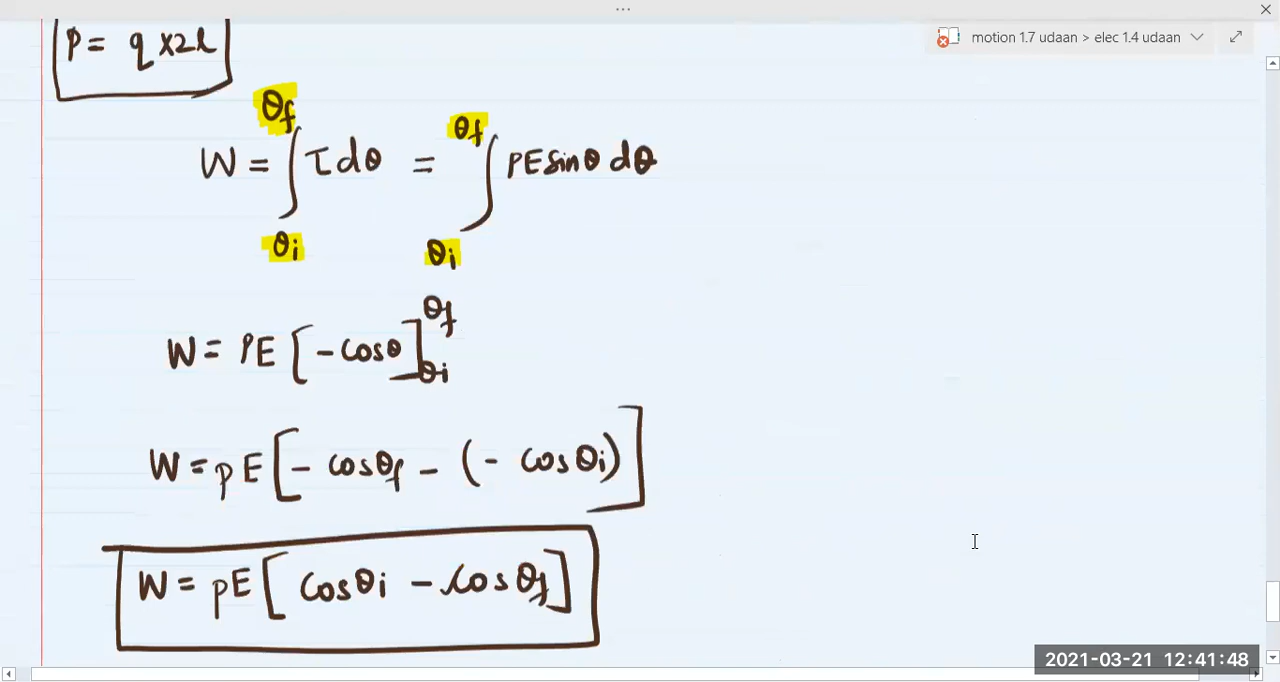 motion 1.7 udaan > elec 1.4 udaan
P = q x2l
W = ∫θi^θf τ dθ = ∫θi^θf PE sinθ dθ
W = PE [ - cosθ ]θi^θf
W = pE [ - cosθf - (- cosθi) ]
W = pE [ cosθi - cosθf ]
2021-03-21 12:41:48